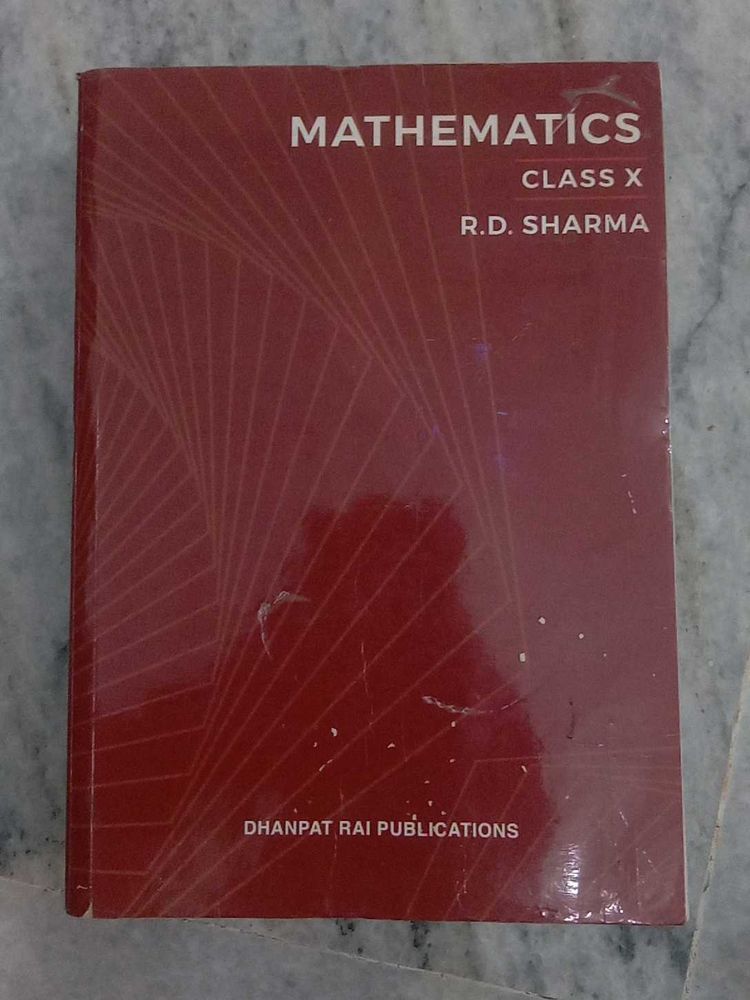 MATHEMATICS
CLASS X
R.D. SHARMA
DHANPAT RAI PUBLICATIONS